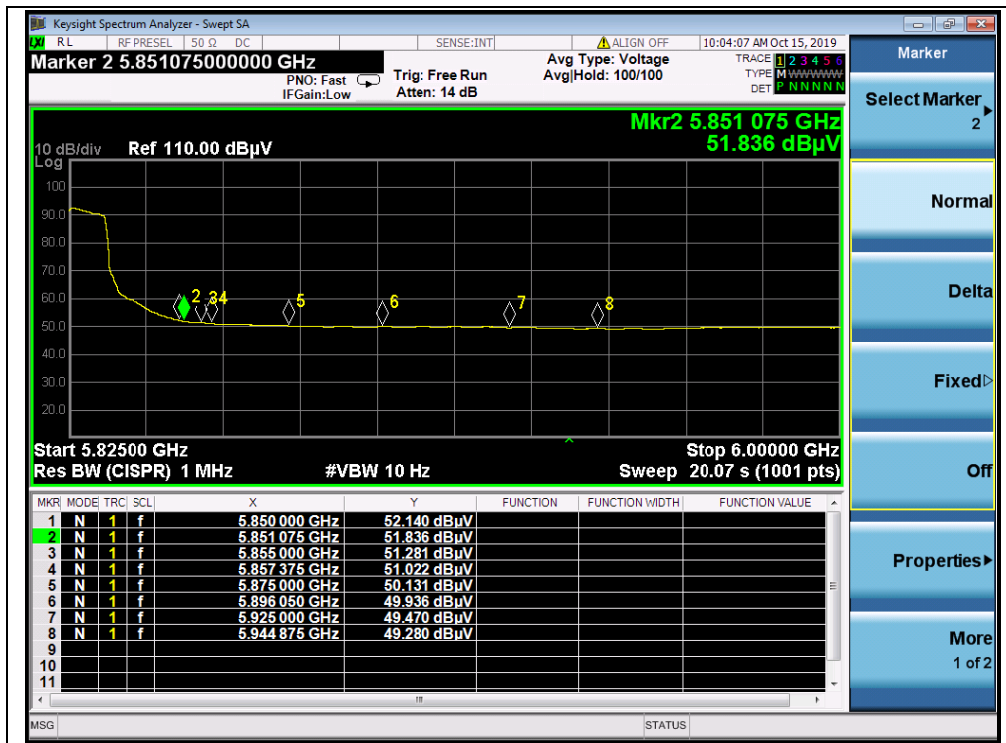 Keysight Spectrum Analyzer - Swept SA
LXI RL RF PRESEL 50 Ω DC SENSE:INT ALIGN OFF 10:04:07 AM Oct 15, 2019
Marker 2 5.851075000000 GHz
PNO: Fast
IFGain:Low
Trig: Free Run
Atten: 14 dB
Avg Type: Voltage
Avg|Hold: 100/100
TRACE 1 2 3 4 5 6
TYPE M WWWWW
DET P N N N N N
Mkr2 5.851 075 GHz
51.836 dBµV
10 dB/div Ref 110.00 dBµV
Log
100
90.0
80.0
70.0
60.0
50.0
40.0
30.0
20.0
2 3 4 5 6 7 8
Start 5.82500 GHz Stop 6.00000 GHz
Res BW (CISPR) 1 MHz #VBW 10 Hz Sweep 20.07 s (1001 pts)
MKR MODE TRC SCL X Y FUNCTION FUNCTION WIDTH FUNCTION VALUE
1 N 1 f 5.850 000 GHz 52.140 dBµV
2 N 1 f 5.851 075 GHz 51.836 dBµV
3 N 1 f 5.855 000 GHz 51.281 dBµV
4 N 1 f 5.857 375 GHz 51.022 dBµV
5 N 1 f 5.875 000 GHz 50.131 dBµV
6 N 1 f 5.896 050 GHz 49.936 dBµV
7 N 1 f 5.925 000 GHz 49.470 dBµV
8 N 1 f 5.944 875 GHz 49.280 dBµV
9
10
11
MSG STATUS
Marker
Select Marker
2
Normal
Delta
Fixed
Off
Properties
More
1 of 2